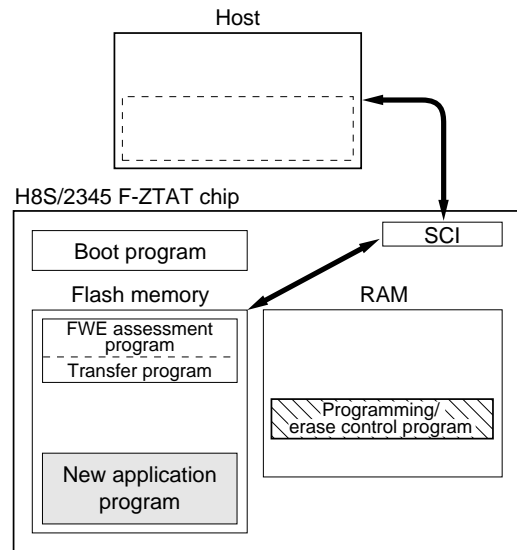 Host
H8S/2345 F-ZTAT chip
SCI
Boot program
Flash memory
RAM
FWE assessment
program
Transfer program
Programming/
erase control program
New application
program